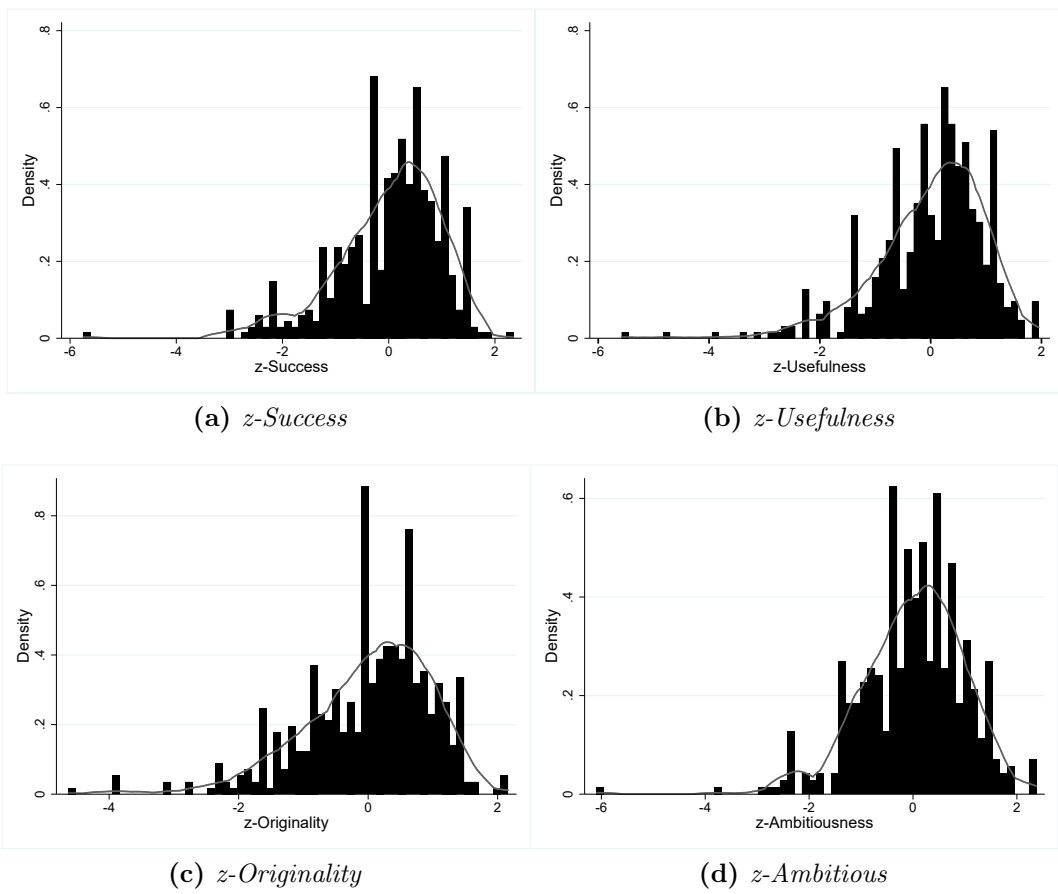 Density
0 .2 .4 .6 .8
-6 -4 -2 0 2
z-Success
(a) z-Success
Density
0 .2 .4 .6 .8
-6 -4 -2 0 2
z-Usefulness
(b) z-Usefulness
Density
0 .2 .4 .6 .8
-4 -2 0 2
z-Originality
(c) z-Originality
Density
0 .2 .4 .6
-6 -4 -2 0 2
z-Ambitiousness
(d) z-Ambitious